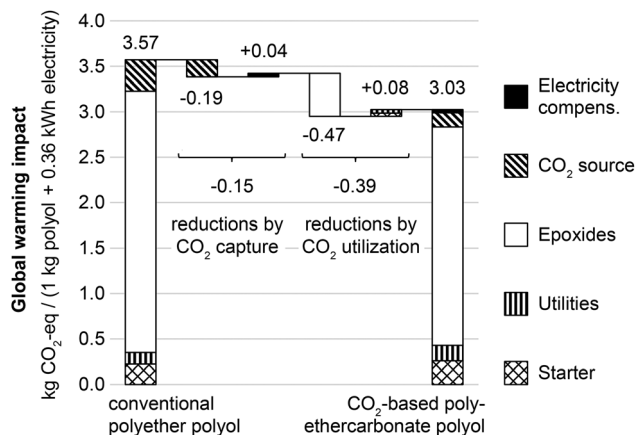 Global warming impact
kg CO₂-eq / (1 kg polyol + 0.36 kWh electricity)
4.0
3.5
3.0
2.5
2.0
1.5
1.0
0.5
0.0
3.57
+0.04
-0.19
+0.08
3.03
-0.47
-0.15
-0.39
reductions by
CO₂ capture
reductions by
CO₂ utilization
conventional
polyether polyol
CO₂-based poly-
ethercarbonate polyol
Electricity
compens.
CO₂ source
Epoxides
Utilities
Starter